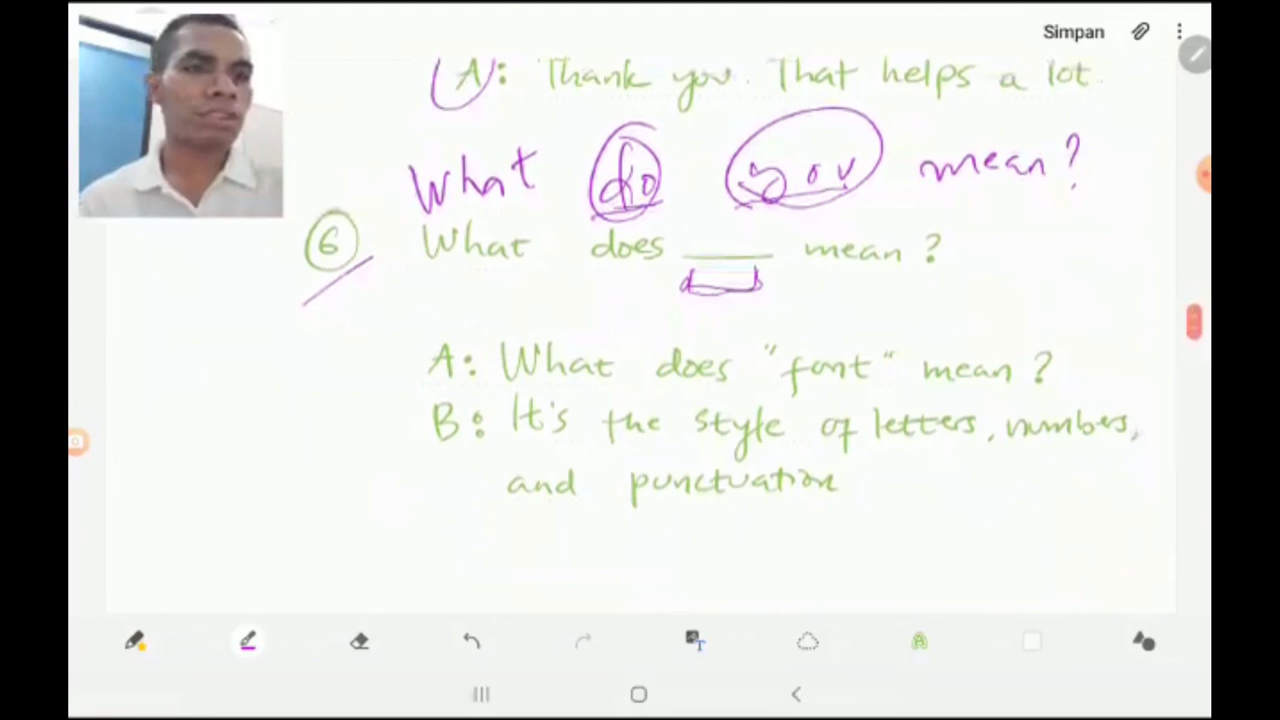 Simpan
A: Thank you. That helps a lot.
What do you mean?
6 What does ___ mean?
A: What does "font" mean?
B: It's the style of letters, numbers,
and punctuation